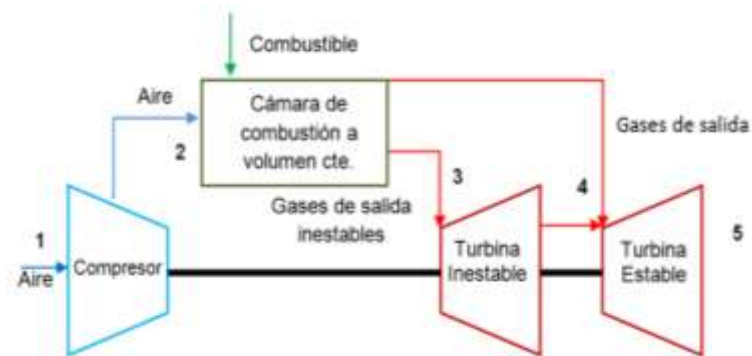 Combustible
Aire
Cámara de
combustión a
volumen cte.
2
Gases de salida
3
4
Gases de salida
inestables
1
Aire
Compresor
Turbina
Inestable
Turbina
Estable
5